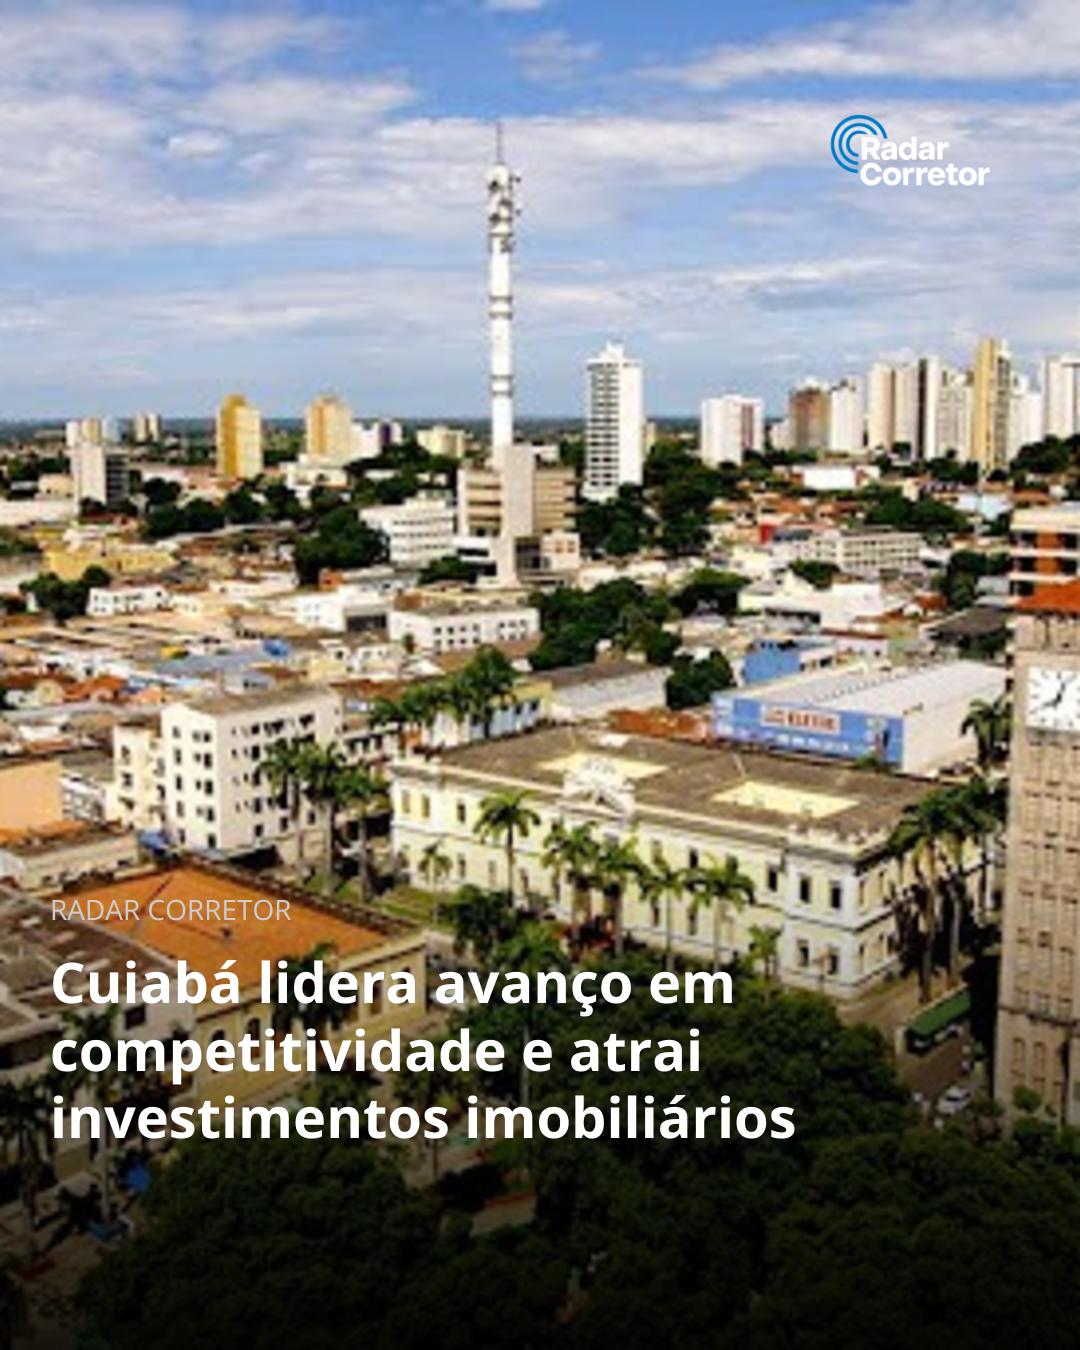 Radar
Corretor
RADAR CORRETOR
Cuiabá lidera avanço em
competitividade e atrai
investimentos imobiliários